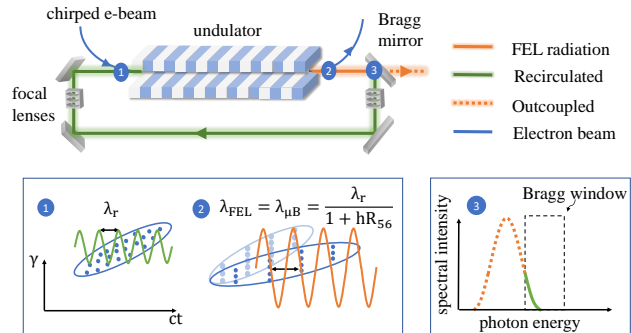 chirped e-beam
undulator
Bragg
mirror
1
2
3
focal
lenses
FEL radiation
Recirculated
Outcoupled
Electron beam
1
λr
γ
ct
2
λFEL = λμB = λr / (1 + hR56)
3
Bragg window
spectral intensity
photon energy